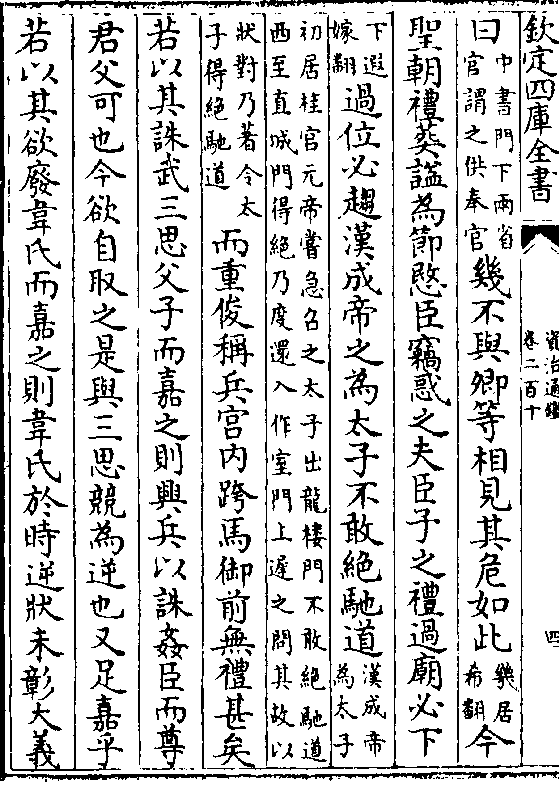 欽定四庫全書
資治通鑑
卷二百十
四
曰中書門下兩省官謂之供奉官幾不與卿等相見其危如此幾居希翻今
聖朝禮葬諡為節愍臣竊惑之夫臣子之禮過廟必下
下遐嫁翻過位必趨漢成帝之為太子不敢絶馳道漢成帝為太子
初居桂宫元帝嘗急召之太子出龍樓門不敢絶馳道
西至直城門得絶乃度還入作室門上遲之問其故以
狀對乃著令太子得絶馳道而重俊稱兵宫内跨馬御前無禮甚矣
若以其誅武三思父子而嘉之則興兵以誅姦臣而尊
君父可也今欲自取之是與三思競為逆也又足嘉乎
若以其欲廢韋氏而嘉之則韋氏於時逆狀未彰大義